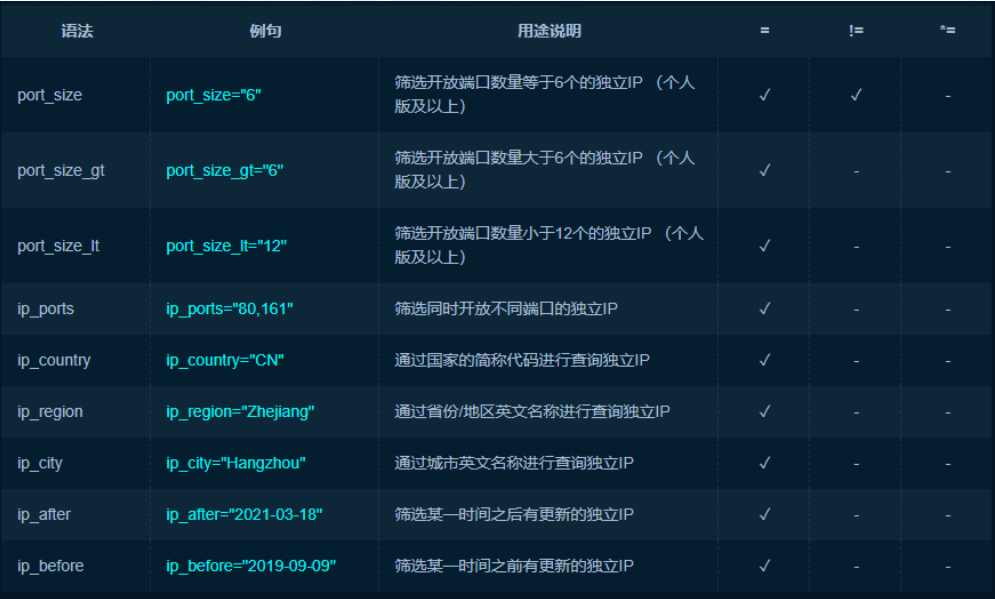 语法 例句 用途说明 = != *=
port_size port_size="6" 筛选开放端口数量等于6个的独立IP （个人
版及以上） ✓ ✓ -
port_size_gt port_size_gt="6" 筛选开放端口数量大于6个的独立IP （个人
版及以上） ✓ - -
port_size_lt port_size_lt="12" 筛选开放端口数量小于12个的独立IP （个人
版及以上） ✓ - -
ip_ports ip_ports="80,161" 筛选同时开放不同端口的独立IP ✓ - -
ip_country ip_country="CN" 通过国家的简称代码进行查询独立IP ✓ - -
ip_region ip_region="Zhejiang" 通过省份/地区英文名称进行查询独立IP ✓ - -
ip_city ip_city="Hangzhou" 通过城市英文名称进行查询独立IP ✓ - -
ip_after ip_after="2021-03-18" 筛选某一时间之后有更新的独立IP ✓ - -
ip_before ip_before="2019-09-09" 筛选某一时间之前有更新的独立IP ✓ - -